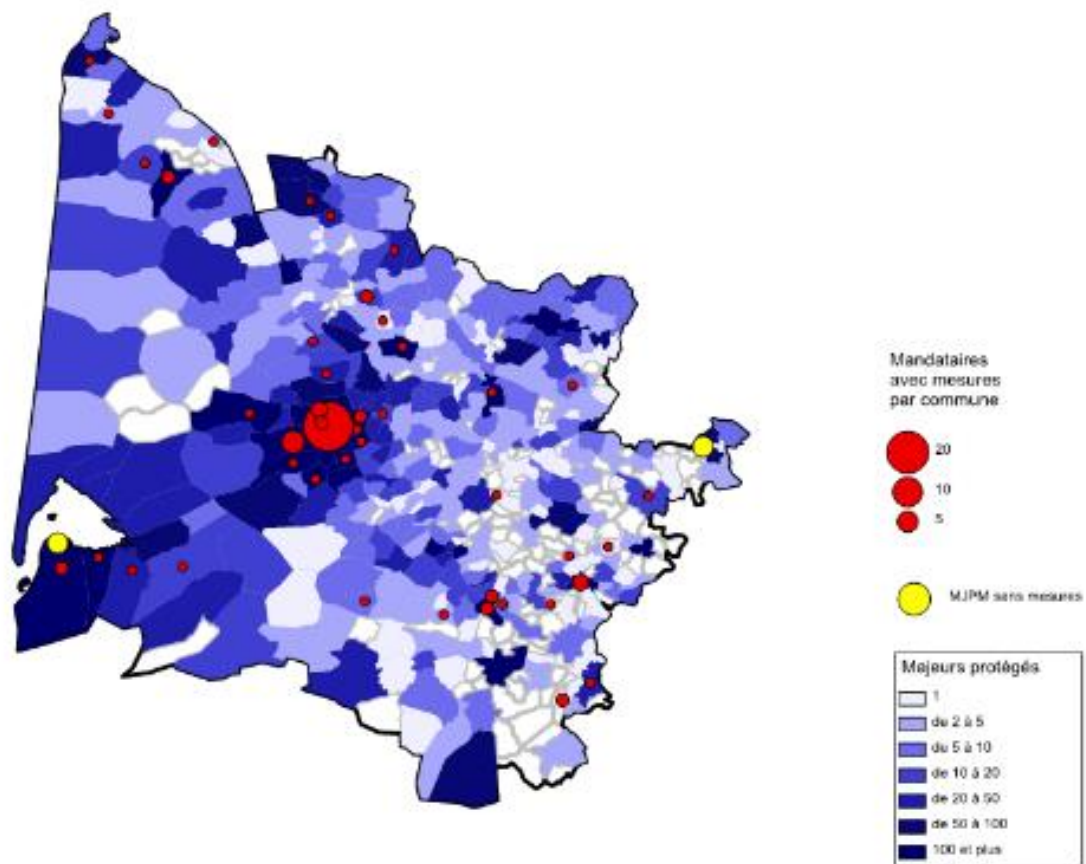 Mandataires
avec mesures
par commune
20
10
5
MJPM sans mesures
Majeurs protégés
1
de 2 à 5
du 5 à 10
de 10 à 20
de 20 à 50
de 50 à 100
100 et plus